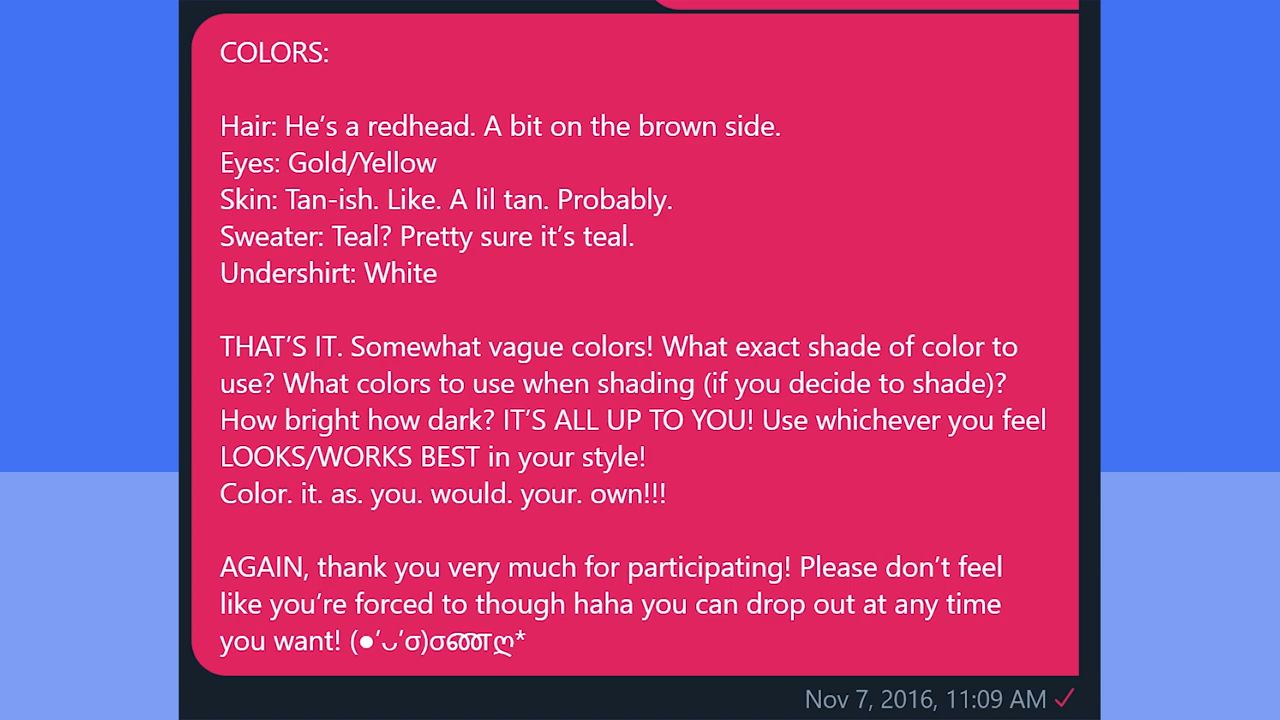 COLORS:
Hair: He’s a redhead. A bit on the brown side.
Eyes: Gold/Yellow
Skin: Tan-ish. Like. A lil tan. Probably.
Sweater: Teal? Pretty sure it’s teal.
Undershirt: White
THAT’S IT. Somewhat vague colors! What exact shade of color to
use? What colors to use when shading (if you decide to shade)?
How bright how dark? IT’S ALL UP TO YOU! Use whichever you feel
LOOKS/WORKS BEST in your style!
Color. it. as. you. would. your. own!!!
AGAIN, thank you very much for participating! Please don’t feel
like you’re forced to though haha you can drop out at any time
you want! (●’ᴗ’σ)σணღ*
Nov 7, 2016, 11:09 AM ✓